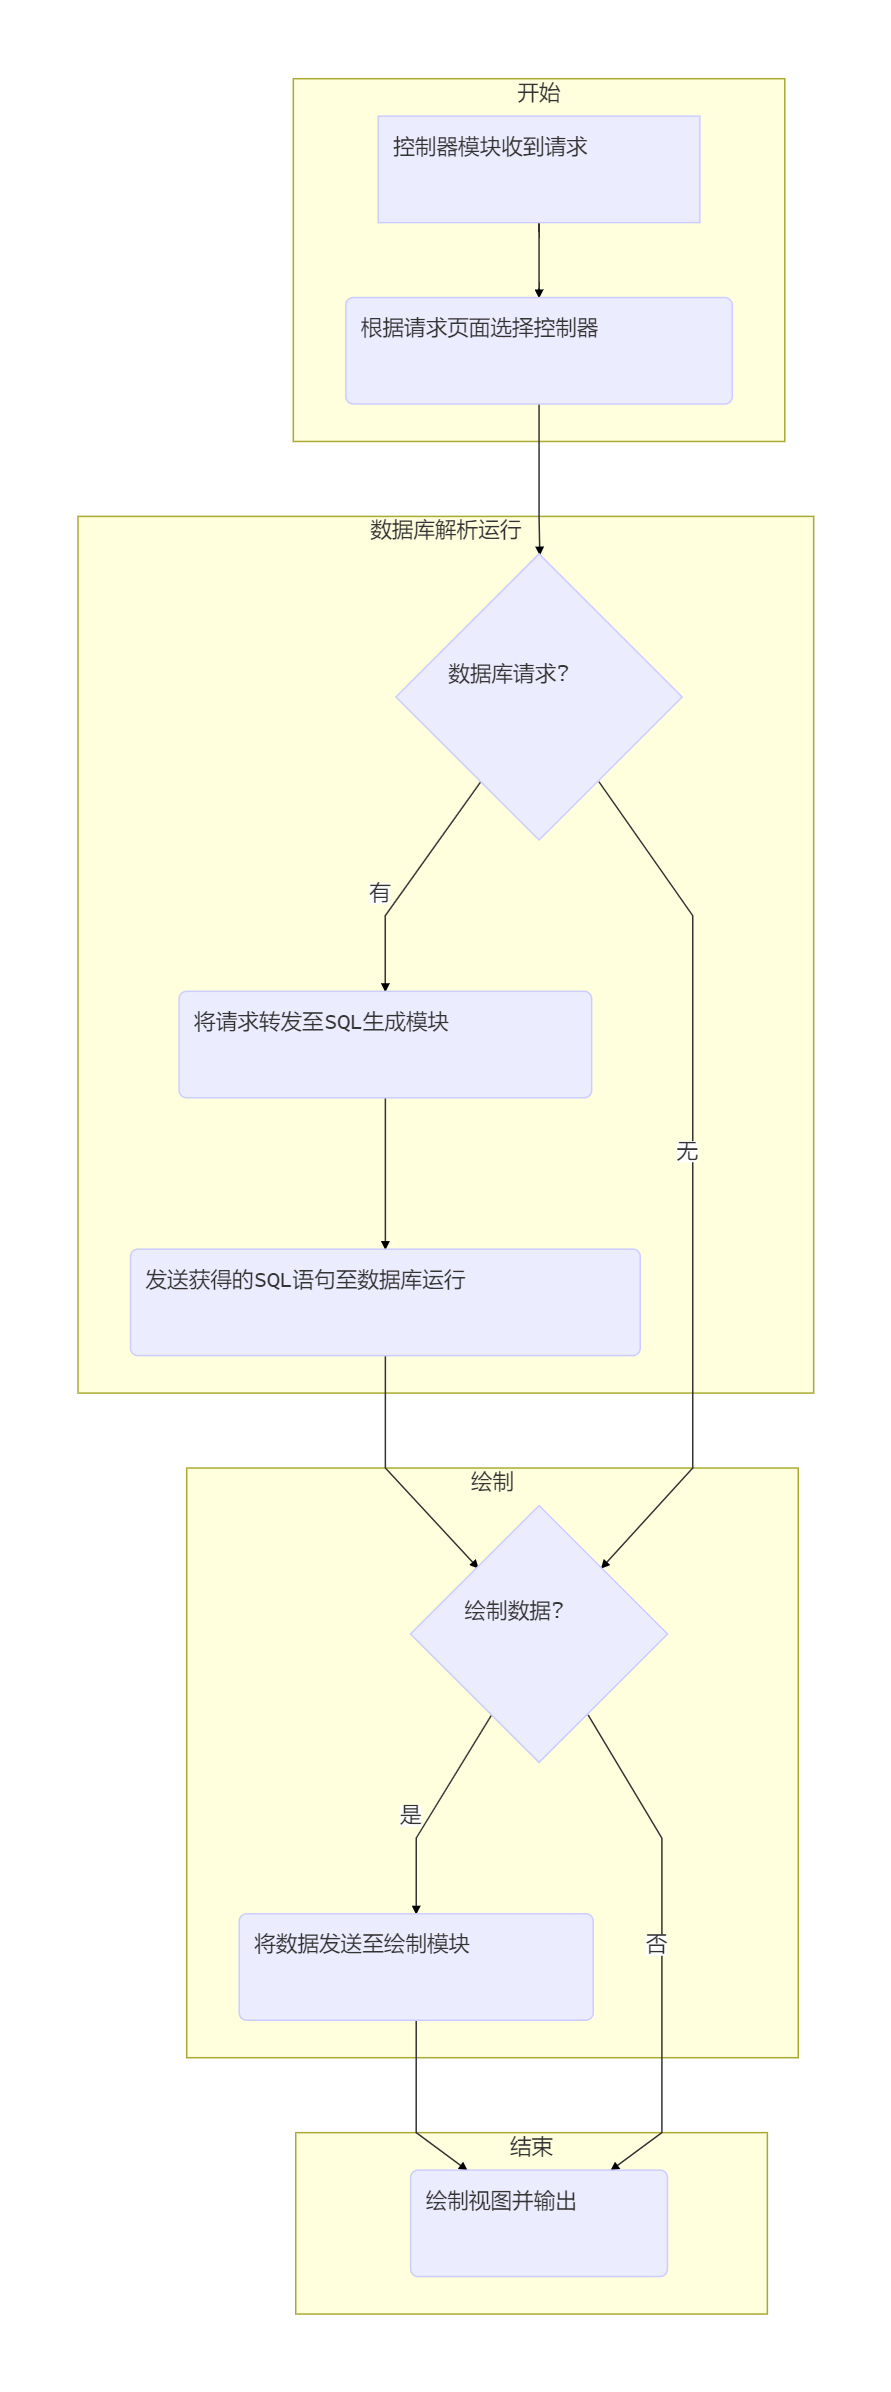 开始
控制器模块收到请求
根据请求页面选择控制器
数据库解析运行
数据库请求?
有
将请求转发至SQL生成模块
无
发送获得的SQL语句至数据库运行
绘制
绘制数据?
是
将数据发送至绘制模块
否
结束
绘制视图并输出